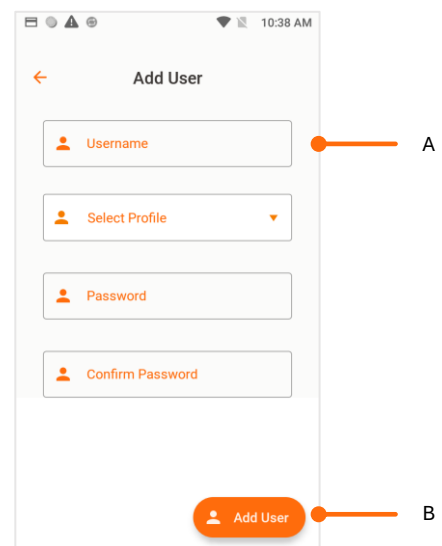 10:38 AM
Add User
Username
A
Select Profile
Password
Confirm Password
Add User
B